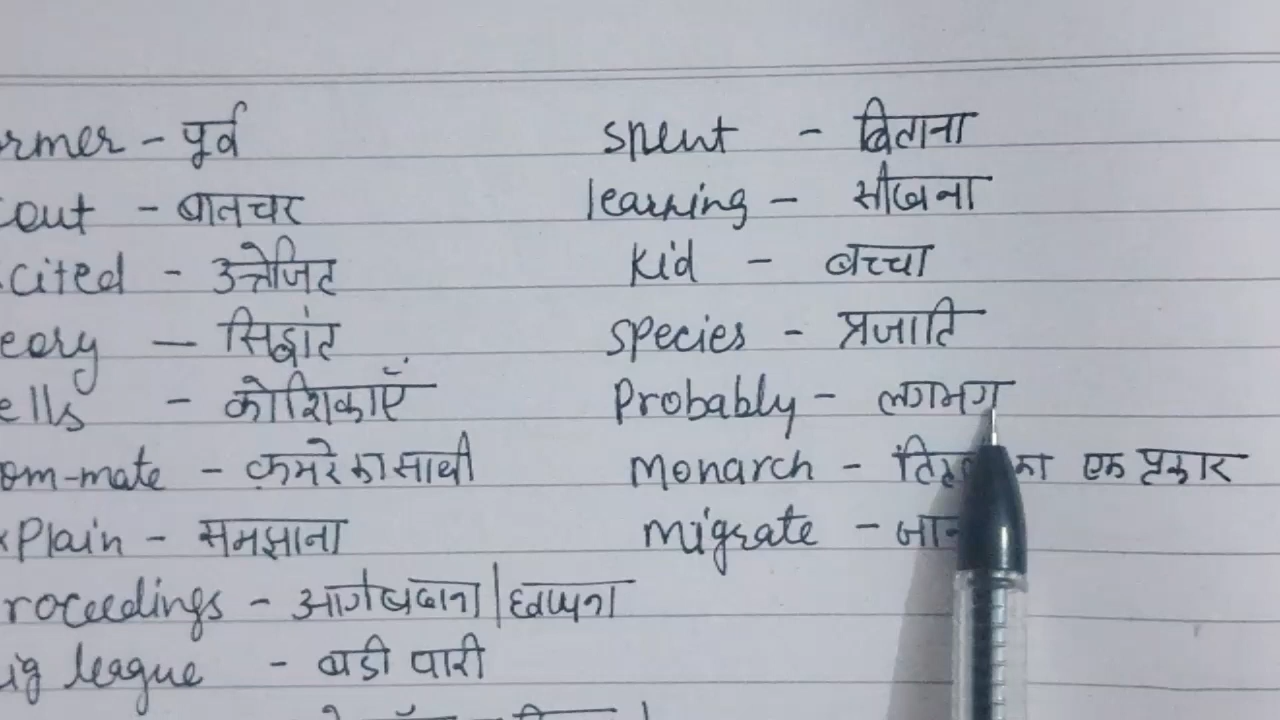 rmer - पूर्व
cout - बालचर
cited - उत्तेजित
eory - सिद्धांत
ells - कोशिकाएँ
om-mate - कमरे का साथी
xplain - समझाना
roceedings - आगे बढ़ाना |
ig league - बडी पारी
spent - बिताना
learning - सीखना
Kid - बच्चा
species - प्रजाति
Probably - लगभग
Monarch - का एक प्रकार
Migrate -